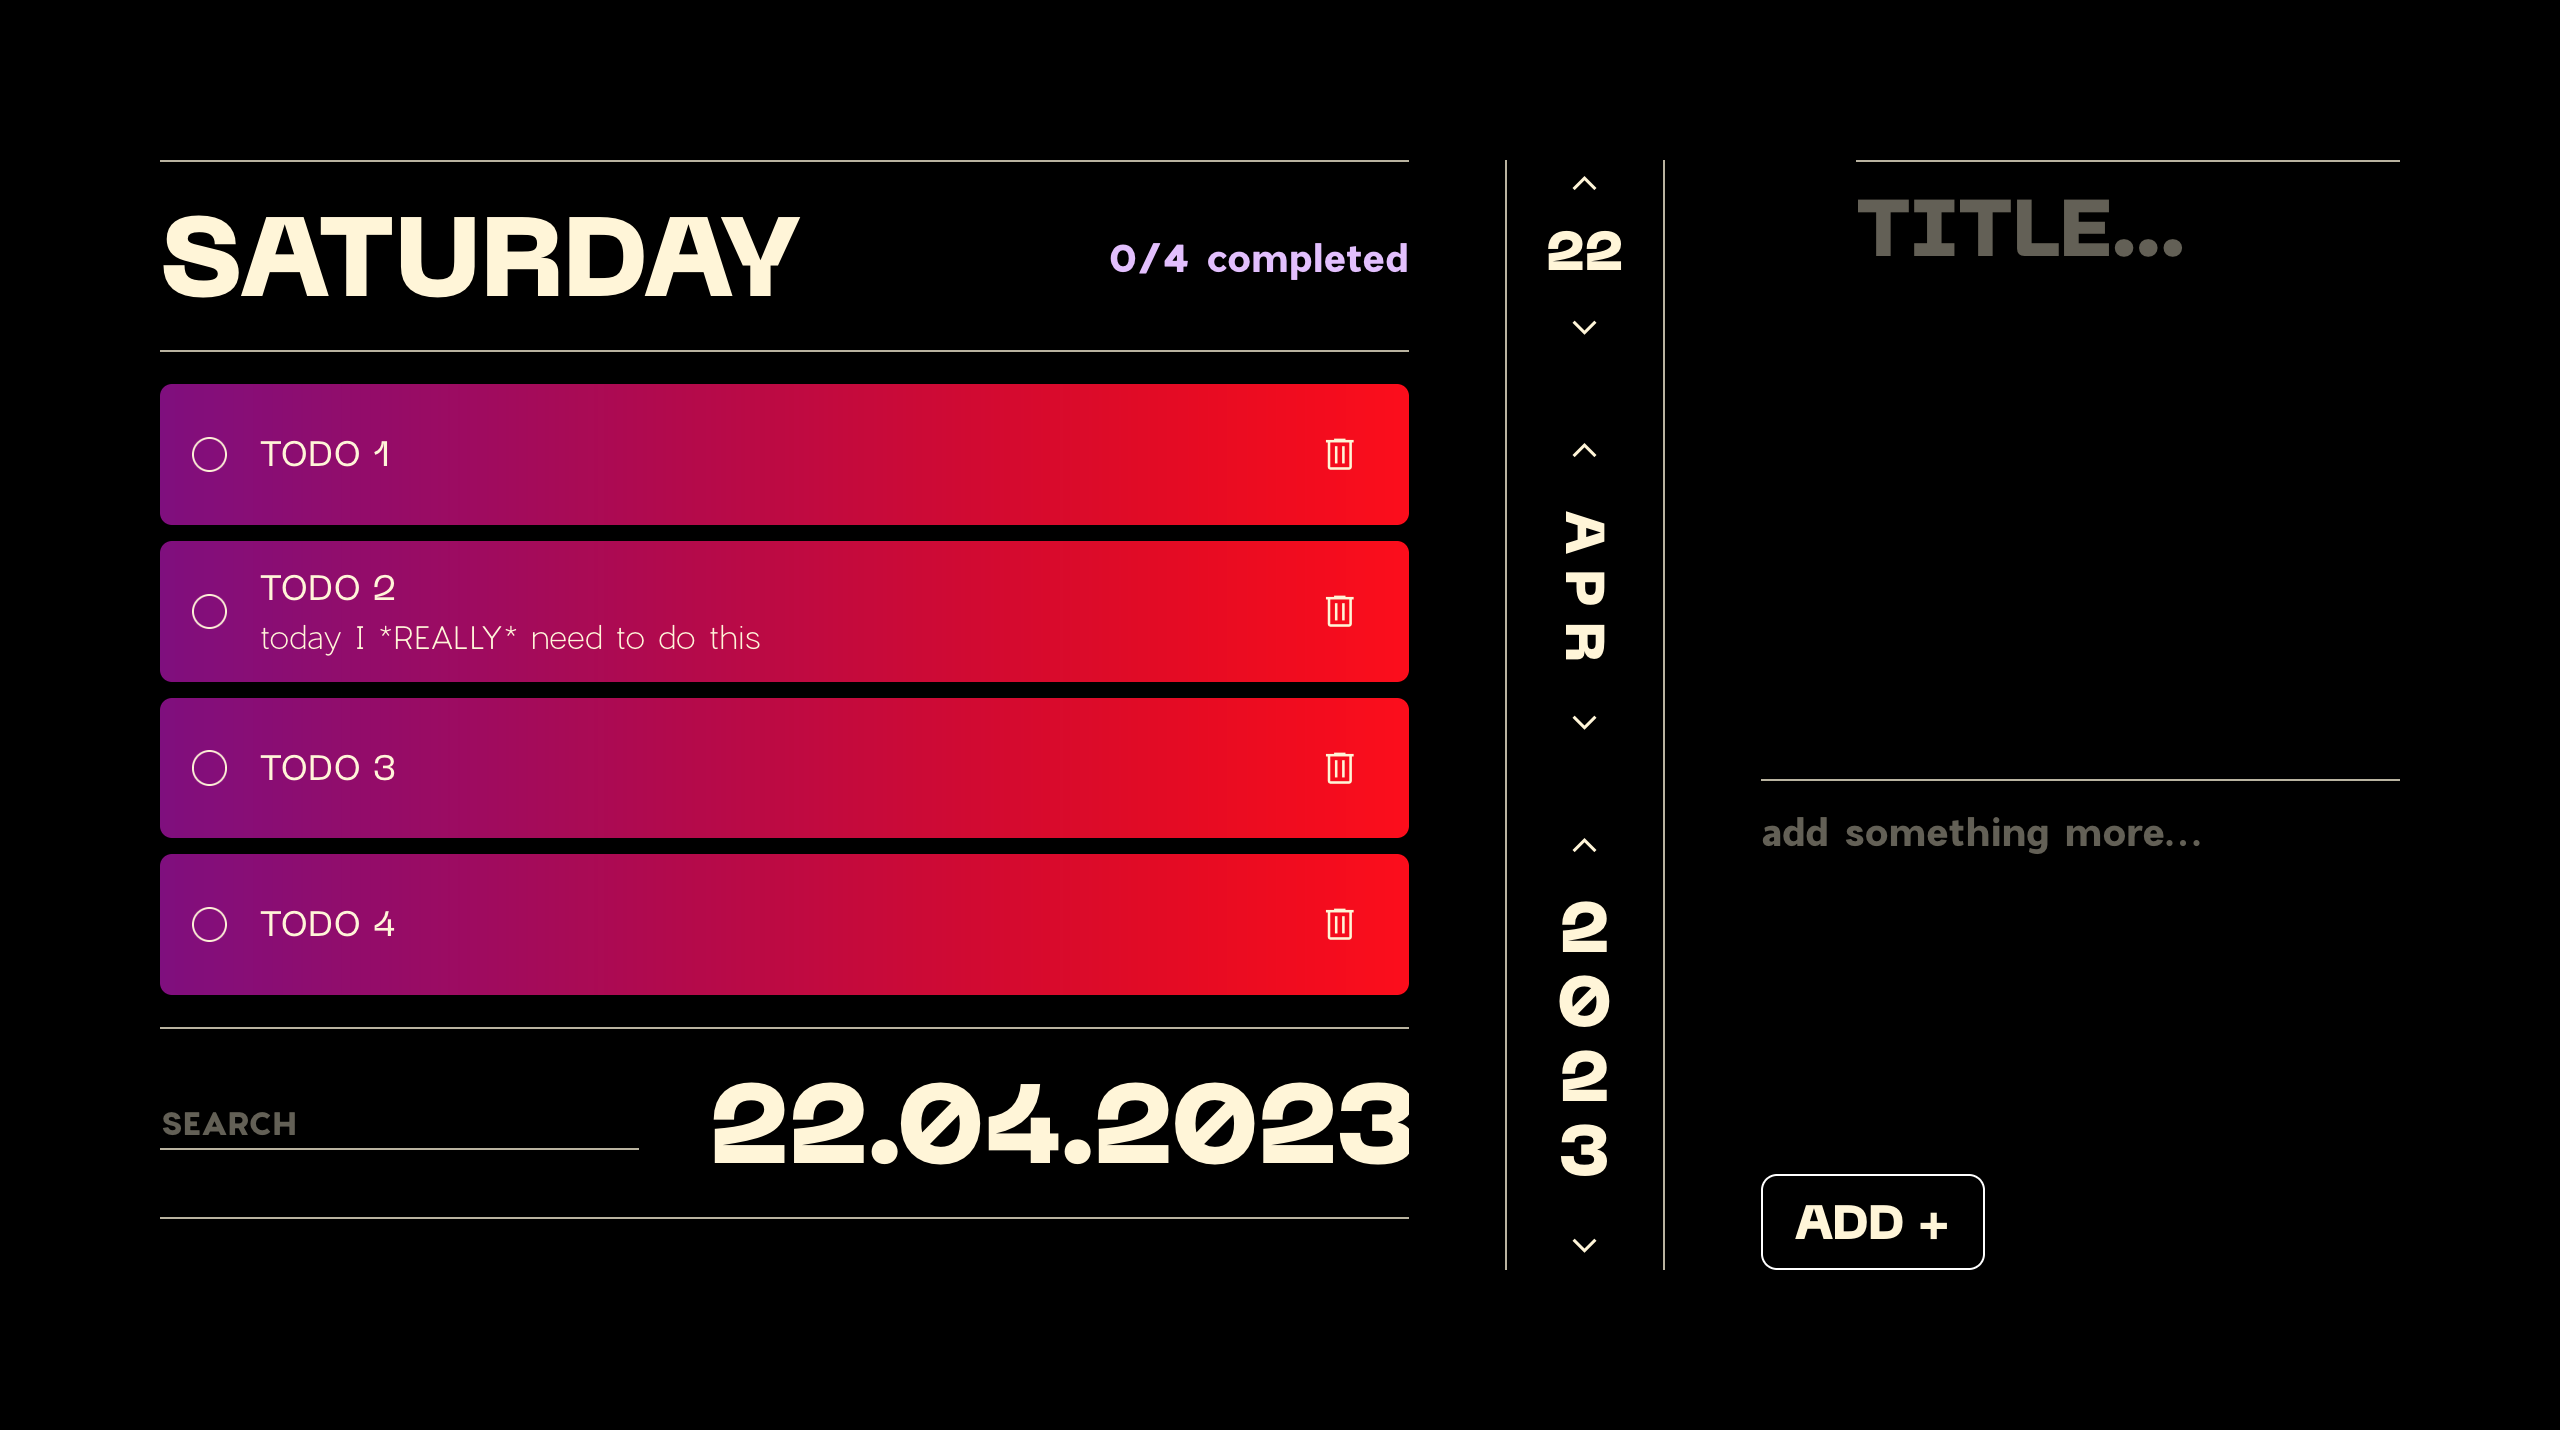 SATURDAY
0/4 completed
TODO 1
TODO 2
today I *REALLY* need to do this
TODO 3
TODO 4
SEARCH
22.04.2023
22
APR
2023
TITLE...
add something more...
ADD +